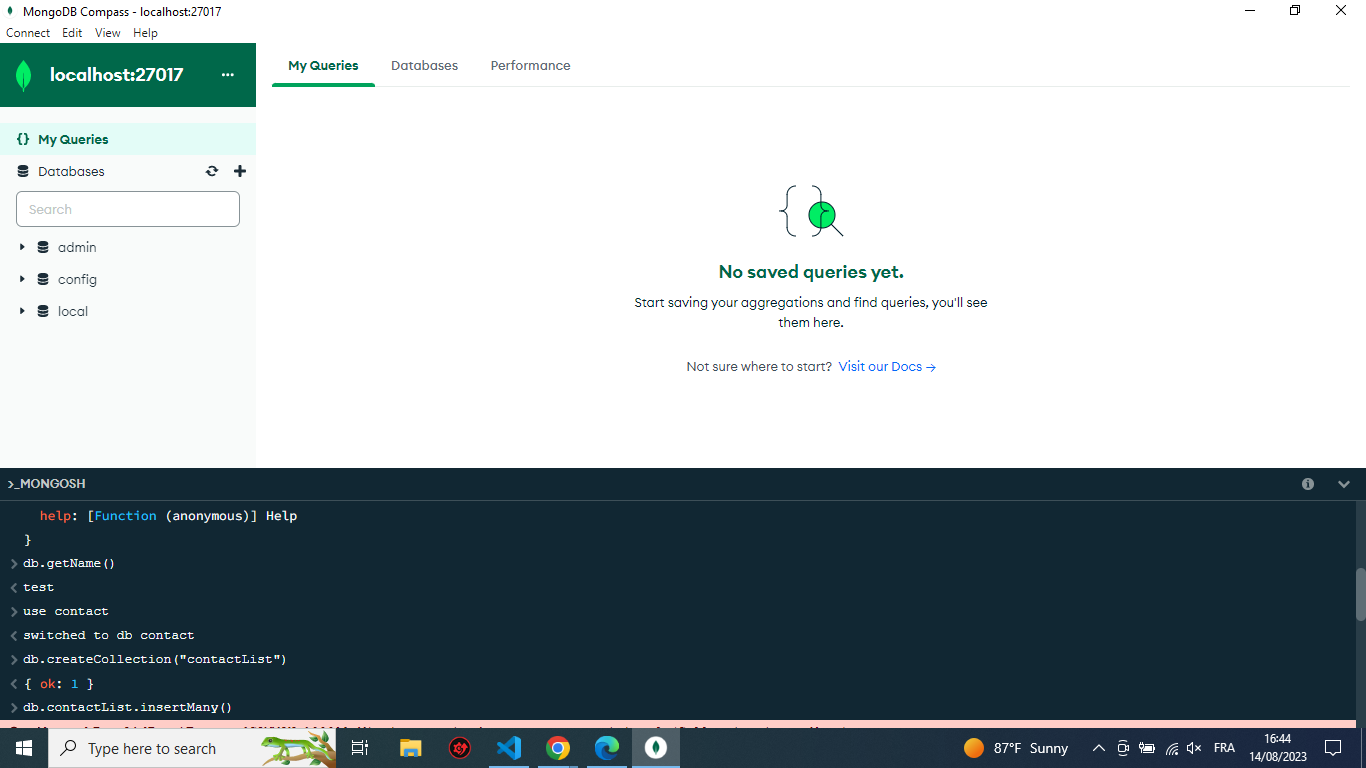 MongoDB Compass - localhost:27017
Connect Edit View Help
localhost:27017 ...
My Queries Databases Performance
{} My Queries
Databases
Search
admin
config
local
No saved queries yet.
Start saving your aggregations and find queries, you'll see
them here.
Not sure where to start? Visit our Docs →
>_MONGOSH
help: [Function (anonymous)] Help
}
> db.getName()
< test
> use contact
< switched to db contact
> db.createCollection("contactList")
< { ok: 1 }
> db.contactList.insertMany()
Type here to search
87°F Sunny
FRA
16:44
14/08/2023